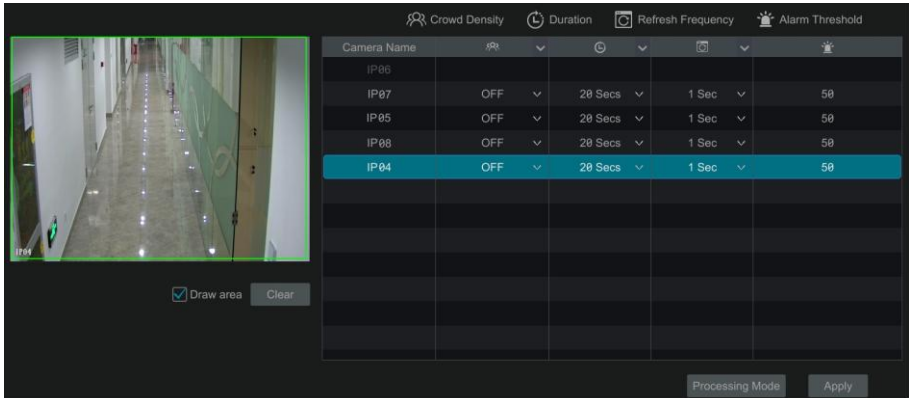 Crowd Density Duration Refresh Frequency Alarm Threshold
Camera Name
IP06
IP07 OFF 20 Secs 1 Sec 50
IP05 OFF 20 Secs 1 Sec 50
IP08 OFF 20 Secs 1 Sec 50
IP04 OFF 20 Secs 1 Sec 50
IP04
Draw area Clear
Processing Mode Apply